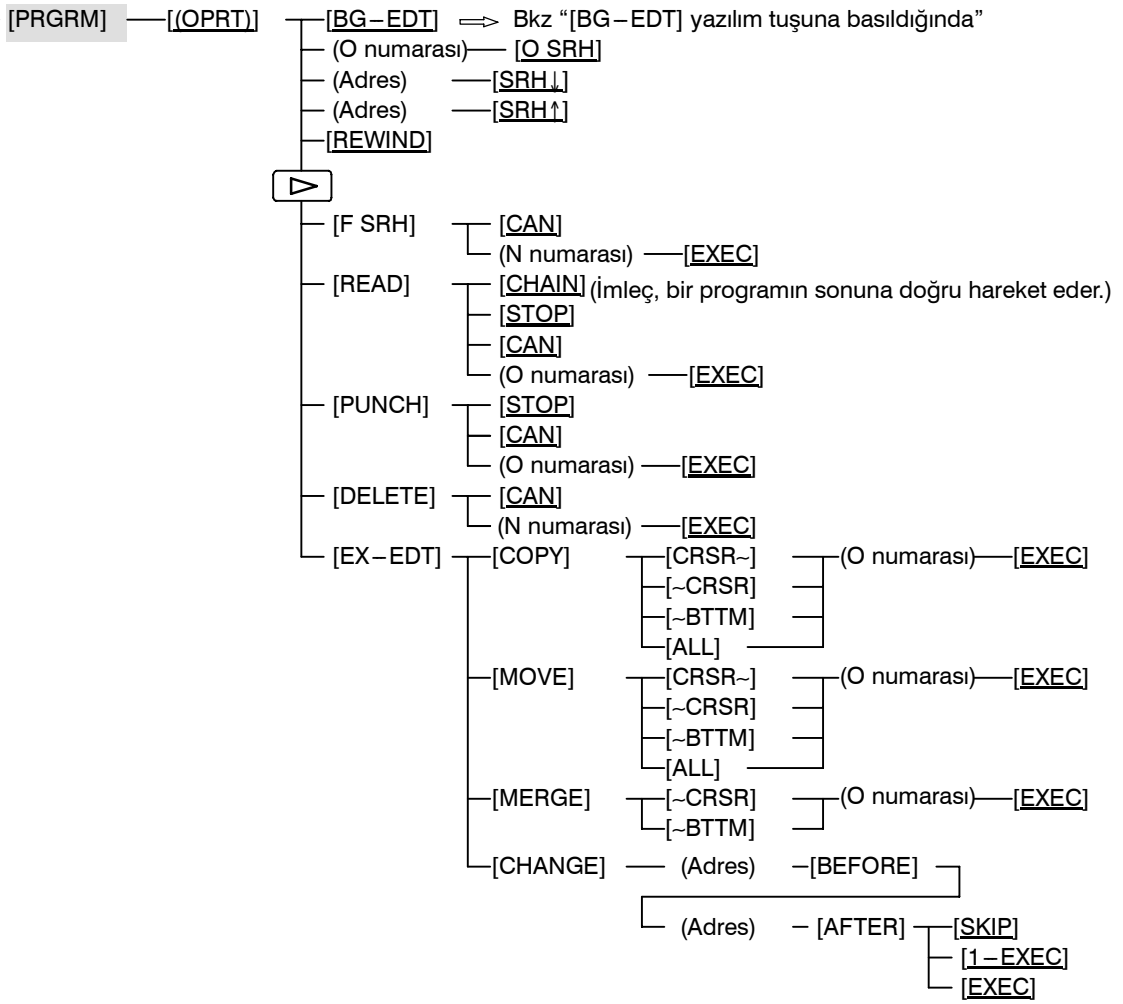 [PRGRM] [(OPRT)] [BG−EDT] ⇒ Bkz “[BG−EDT] yazılım tuşuna basıldığında”
(O numarası) [O SRH]
(Adres) [SRH↓]
(Adres) [SRH↑]
[REWIND]
[F SRH] [CAN]
(N numarası) [EXEC]
[READ] [CHAIN] (İmleç, bir programın sonuna doğru hareket eder.)
[STOP]
[CAN]
(O numarası) [EXEC]
[PUNCH] [STOP]
[CAN]
(O numarası) [EXEC]
[DELETE] [CAN]
(N numarası) [EXEC]
[EX−EDT] [COPY] [CRSR~] (O numarası) [EXEC]
[~CRSR]
[~BTTM]
[ALL]
[MOVE] [CRSR~] (O numarası) [EXEC]
[~CRSR]
[~BTTM]
[ALL]
[MERGE] [~CRSR] (O numarası) [EXEC]
[~BTTM]
[CHANGE] (Adres) [BEFORE]
(Adres) [AFTER] [SKIP]
[1−EXEC]
[EXEC]